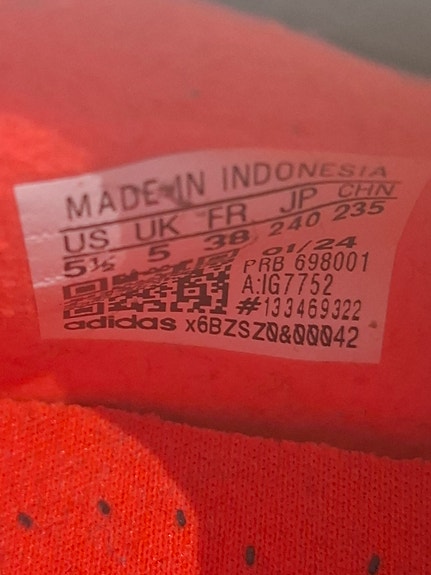 MADE IN INDONESIA
US UK FR JP CHN
5½ 5 38 240 235
01/24
PRB 698001
A:IG7752
#133469322
adidas x6BZSZ0&00042